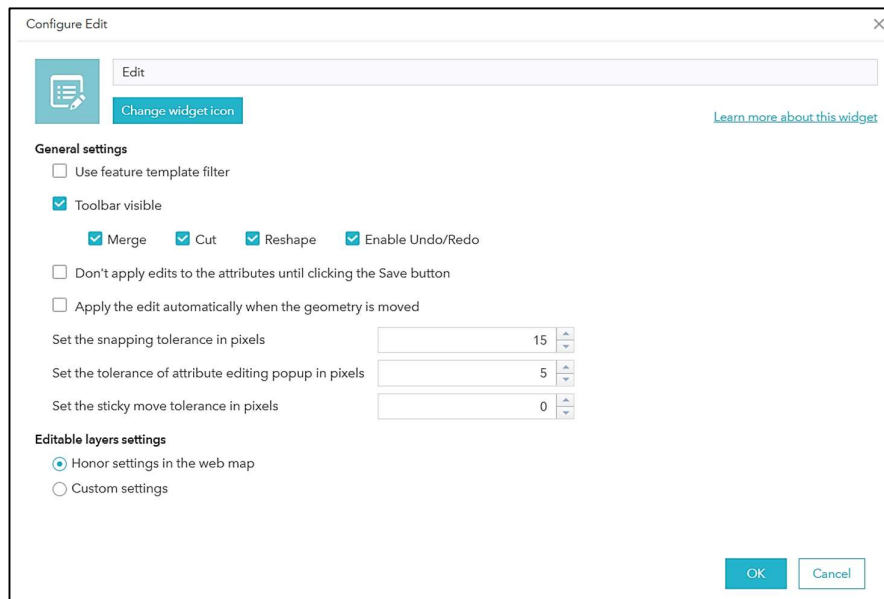 Configure Edit
Edit
Change widget icon
Learn more about this widget
General settings
Use feature template filter
Toolbar visible
Merge Cut Reshape Enable Undo/Redo
Don't apply edits to the attributes until clicking the Save button
Apply the edit automatically when the geometry is moved
Set the snapping tolerance in pixels 15
Set the tolerance of attribute editing popup in pixels 5
Set the sticky move tolerance in pixels 0
Editable layers settings
Honor settings in the web map
Custom settings
OK Cancel